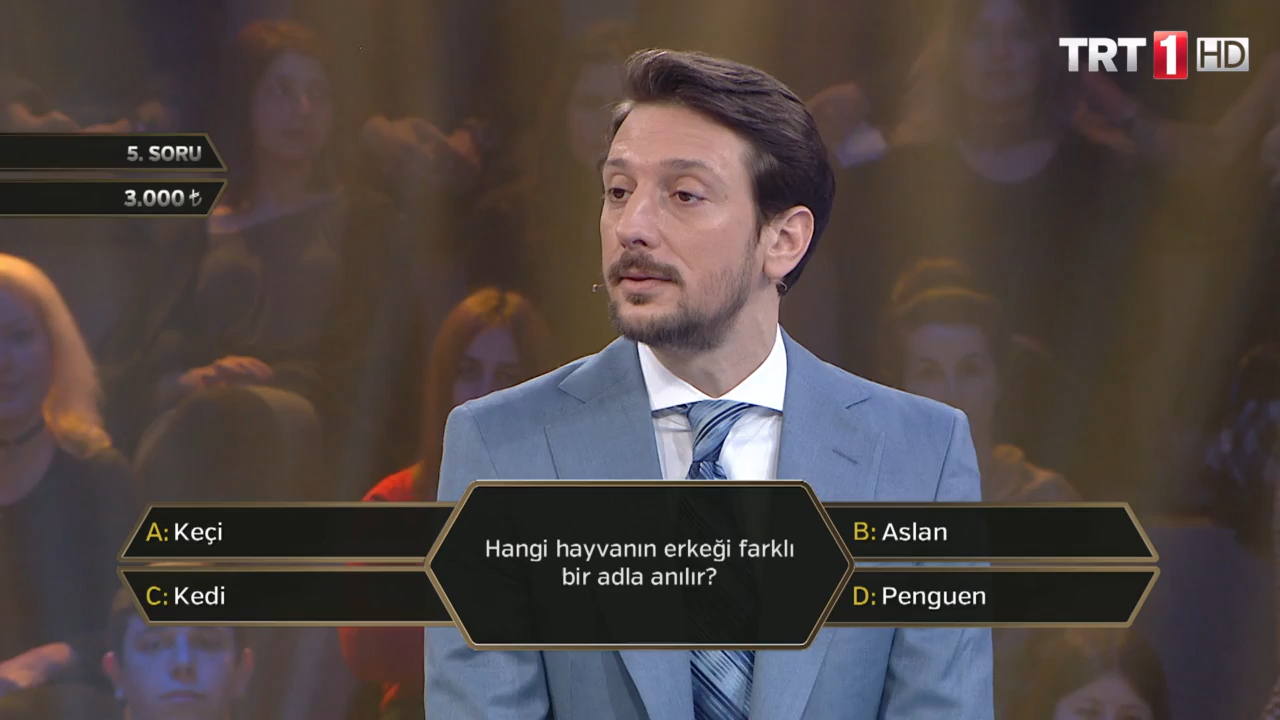 TRT 1 HD
5. SORU
3.000 ₺
Hangi hayvanın erkeği farklı
bir adla anılır?
A: Keçi
B: Aslan
C: Kedi
D: Penguen